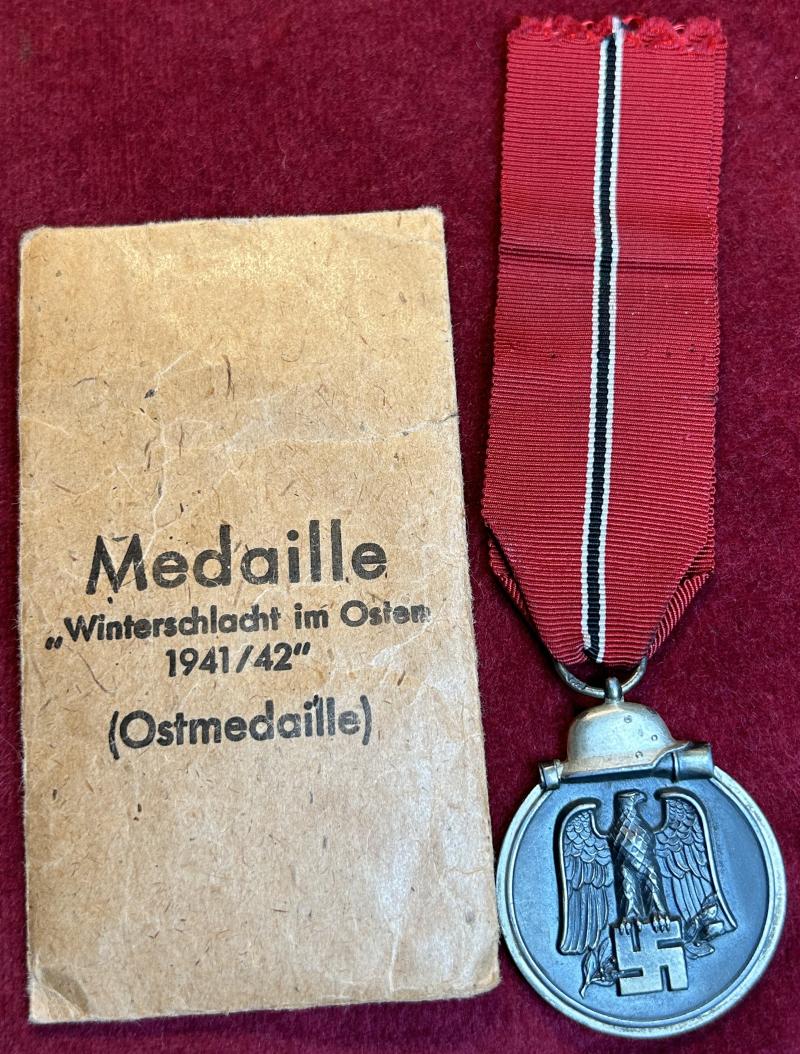 Medaille
„Winterschlacht im Osten
1941/42"
(Ostmedaille)